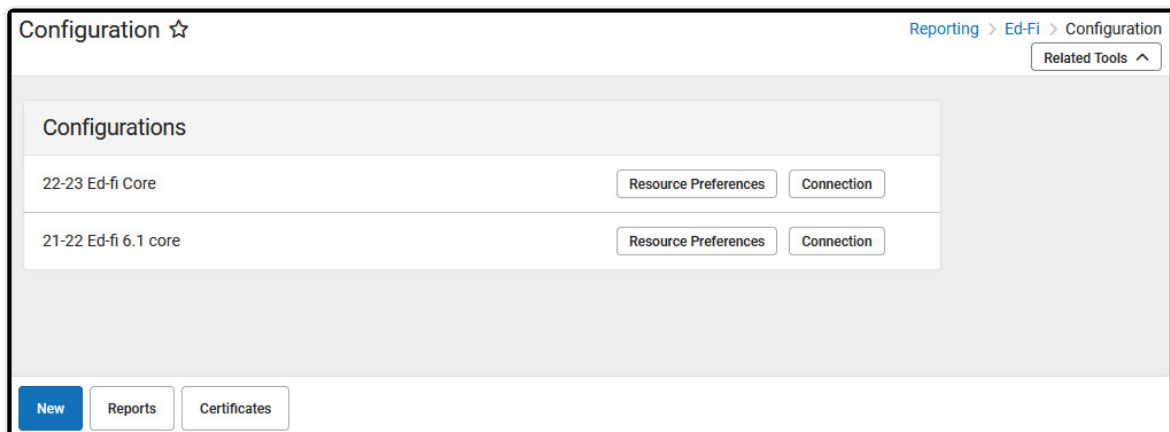 Configuration
Reporting > Ed-Fi > Configuration
Related Tools
Configurations
22-23 Ed-fi Core Resource Preferences Connection
21-22 Ed-fi 6.1 core Resource Preferences Connection
New Reports Certificates